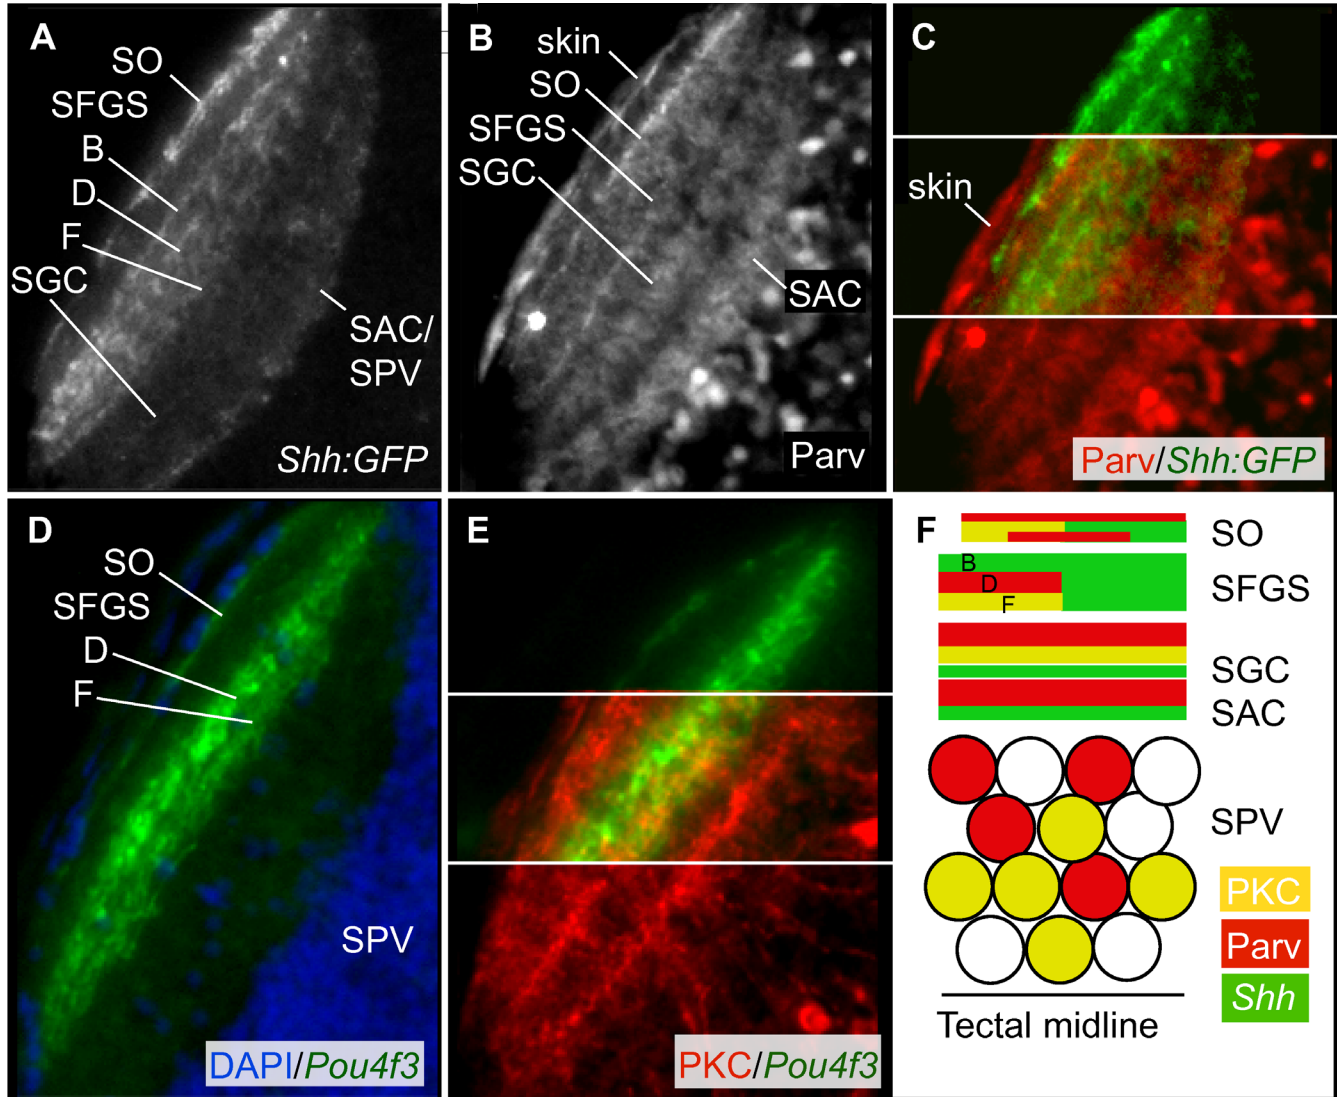 A
SO
SFGS
B
D
F
SGC
SAC/
SPV
Shh:GFP
B
skin
SO
SFGS
SGC
SAC
Parv
C
skin
Parv/Shh:GFP
D
SO
SFGS
D
F
SPV
DAPI/Pou4f3
E
PKC/Pou4f3
F
SO
B
D
SFGS
F
SGC
SAC
SPV
PKC
Parv
Shh
Tectal midline